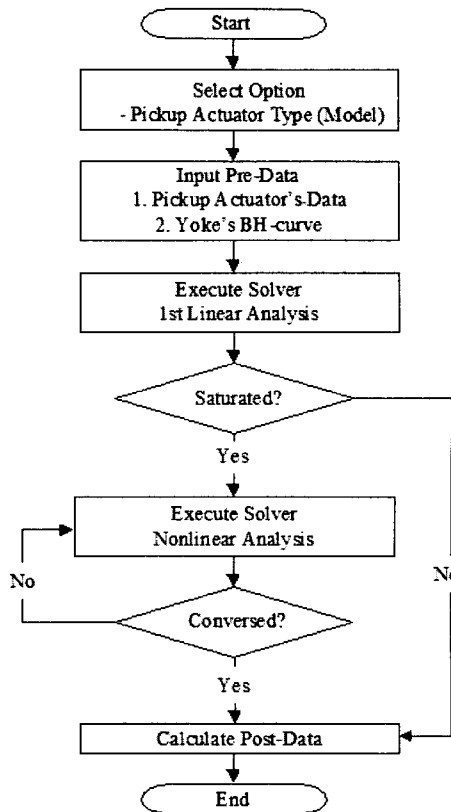 Start
Select Option
- Pickup Actuator Type (Model)
Input Pre-Data
1. Pickup Actuator's-Data
2. Yoke's BH-curve
Execute Solver
1st Linear Analysis
Saturated?
Yes
Execute Solver
Nonlinear Analysis
No
No
Conversed?
Yes
Calculate Post-Data
End